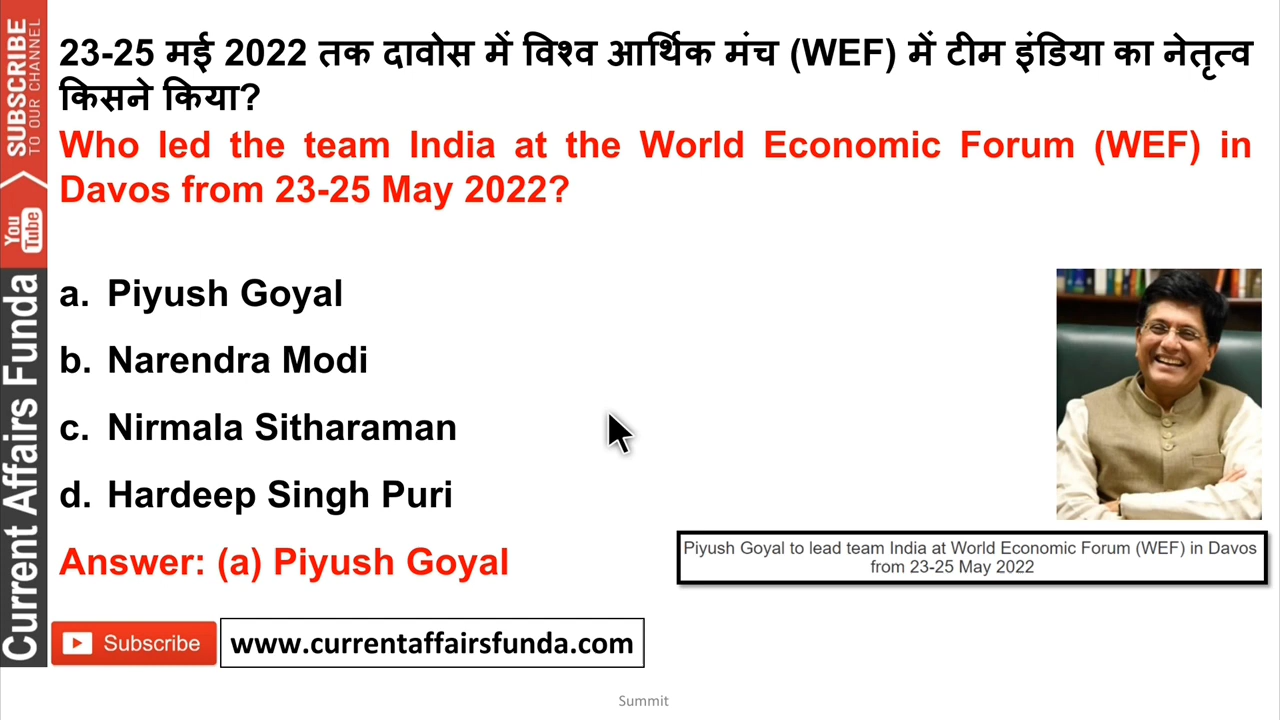 SUBSCRIBE
TO OUR CHANNEL
You
Tube
Current Affairs Funda
23-25 मई 2022 तक दावोस में विश्व आर्थिक मंच (WEF) में टीम इंडिया का नेतृत्व
किसने किया?
Who led the team India at the World Economic Forum (WEF) in
Davos from 23-25 May 2022?
a. Piyush Goyal
b. Narendra Modi
c. Nirmala Sitharaman
d. Hardeep Singh Puri
Answer: (a) Piyush Goyal
Piyush Goyal to lead team India at World Economic Forum (WEF) in Davos
from 23-25 May 2022
Subscribe
www.currentaffairsfunda.com
Summit